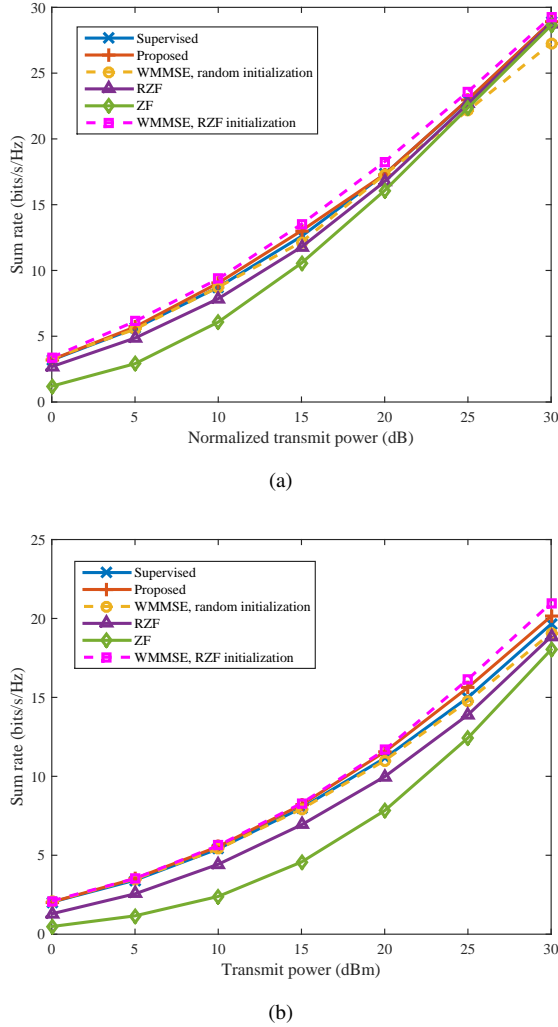 30
25
20
15
10
5
0
Sum rate (bits/s/Hz)
Supervised
Proposed
WMMSE, random initialization
RZF
ZF
WMMSE, RZF initialization
0 5 10 15 20 25 30
Normalized transmit power (dB)
(a)
25
20
15
10
5
0
Sum rate (bits/s/Hz)
Supervised
Proposed
WMMSE, random initialization
RZF
ZF
WMMSE, RZF initialization
0 5 10 15 20 25 30
Transmit power (dBm)
(b)